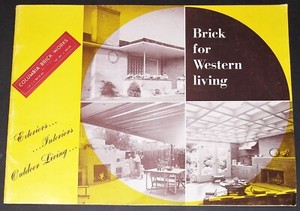 Brick
for
Western
living
COLUMBIA BRICK WORKS
Exteriors...
...Interiors
Outdoor Living...